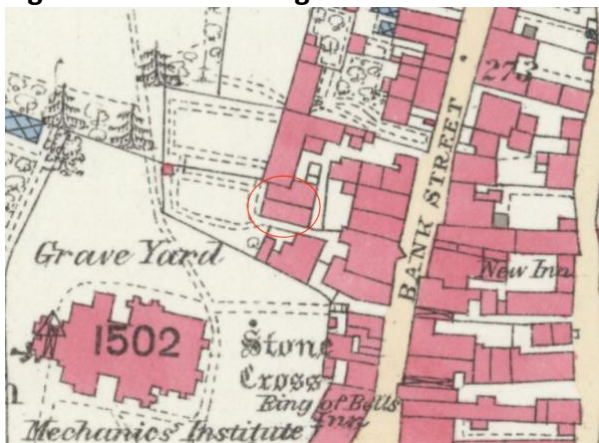 273
BANK STREET
Grave Yard
New Inn
1502
Stone
Cross
Ring of Bells
Inn
Mechanics' Institute